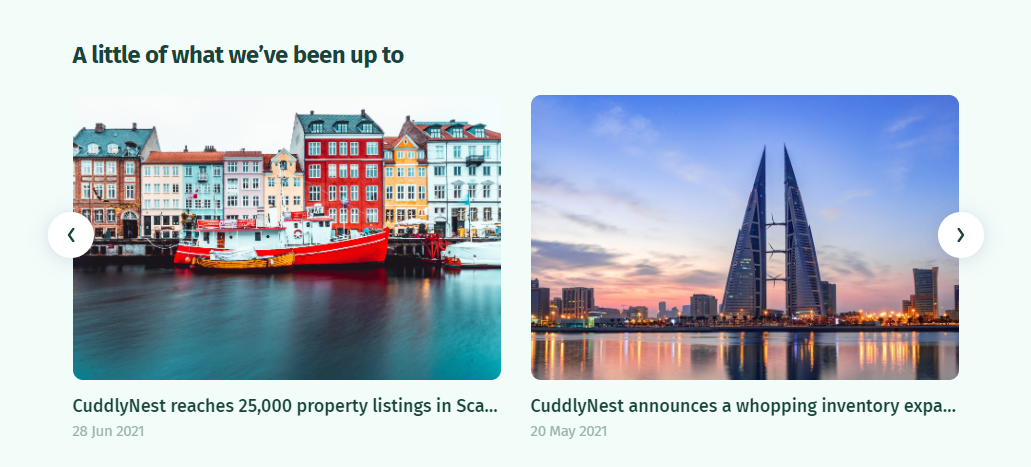 A little of what we’ve been up to
CuddlyNest reaches 25,000 property listings in Sca...
28 Jun 2021
CuddlyNest announces a whopping inventory expa...
20 May 2021